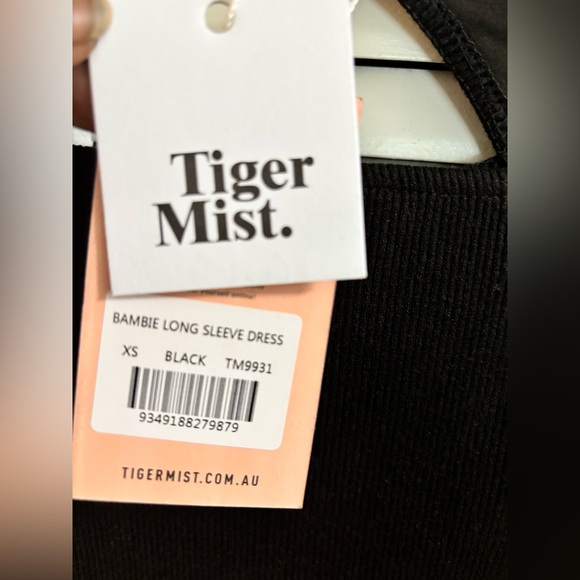 Tiger
Mist.
BAMBIE LONG SLEEVE DRESS
XS BLACK TM9931
9349188279879
TIGERMIST.COM.AU